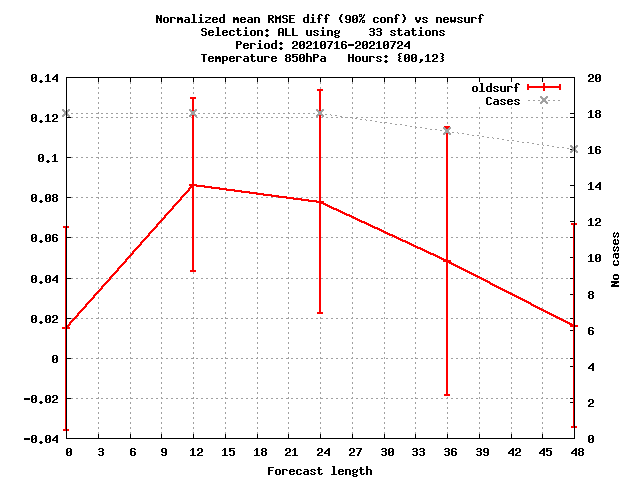 Normalized mean RMSE diff (90% conf) vs newsurf
Selection: ALL using    33 stations
Period: 20210716-20210724
Temperature 850hPa   Hours: {00,12}
oldsurf
Cases
0.14
0.12
0.1
0.08
0.06
0.04
0.02
0
-0.02
-0.04
20
18
16
14
12
10
8
6
4
2
0
No cases
0 3 6 9 12 15 18 21 24 27 30 33 36 39 42 45 48
Forecast length